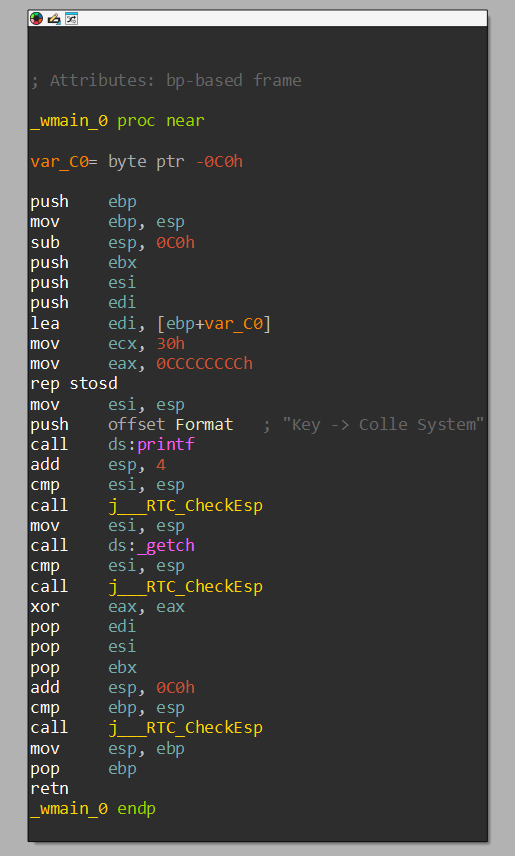 ; Attributes: bp-based frame
_wmain_0 proc near
var_C0= byte ptr -0C0h
push ebp
mov ebp, esp
sub esp, 0C0h
push ebx
push esi
push edi
lea edi, [ebp+var_C0]
mov ecx, 30h
mov eax, 0CCCCCCCCh
rep stosd
mov esi, esp
push offset Format ; "Key -> Colle System"
call ds:printf
add esp, 4
cmp esi, esp
call j___RTC_CheckEsp
mov esi, esp
call ds:_getch
cmp esi, esp
call j___RTC_CheckEsp
xor eax, eax
pop edi
pop esi
pop ebx
add esp, 0C0h
cmp ebp, esp
call j___RTC_CheckEsp
mov esp, ebp
pop ebp
retn
_wmain_0 endp